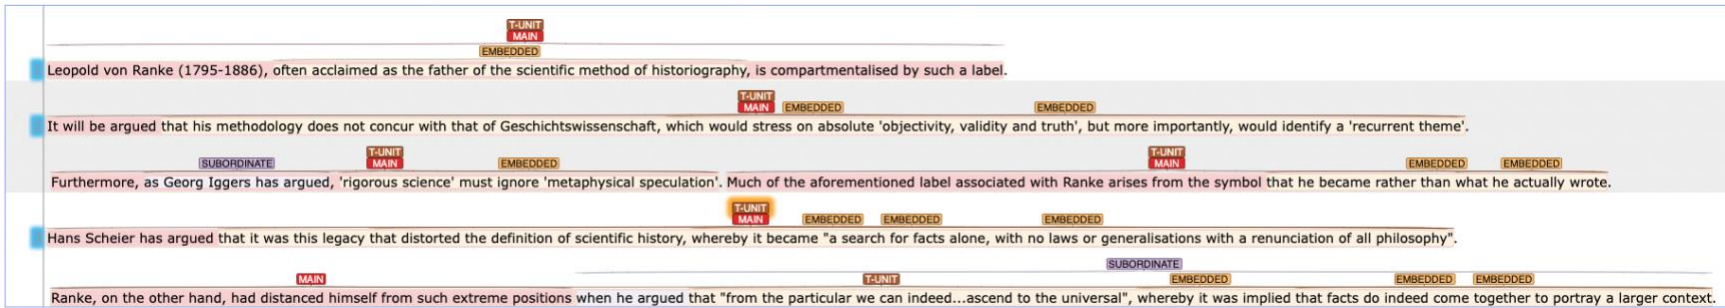 T-UNIT
MAIN
EMBEDDED
Leopold von Ranke (1795-1886), often acclaimed as the father of the scientific method of historiography, is compartmentalised by such a label.
T-UNIT
MAIN EMBEDDED EMBEDDED
It will be argued that his methodology does not concur with that of Geschichtswissenschaft, which would stress on absolute 'objectivity, validity and truth', but more importantly, would identify a 'recurrent theme'.
T-UNIT T-UNIT
SUBORDINATE MAIN EMBEDDED MAIN EMBEDDED EMBEDDED
Furthermore, as Georg Iggers has argued, 'rigorous science' must ignore 'metaphysical speculation'. Much of the aforementioned label associated with Ranke arises from the symbol that he became rather than what he actually wrote.
T-UNIT
MAIN EMBEDDED EMBEDDED EMBEDDED
Hans Scheier has argued that it was this legacy that distorted the definition of scientific history, whereby it became "a search for facts alone, with no laws or generalisations with a renunciation of all philosophy".
SUBORDINATE
MAIN T-UNIT EMBEDDED EMBEDDED EMBEDDED
Ranke, on the other hand, had distanced himself from such extreme positions when he argued that "from the particular we can indeed...ascend to the universal", whereby it was implied that facts do indeed come together to portray a larger context.